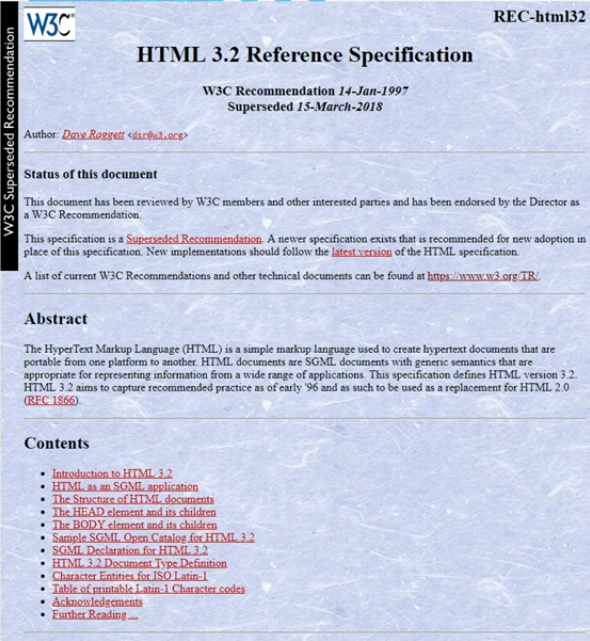 W3C®
REC-html32
W3C Superseded Recommendation
HTML 3.2 Reference Specification
W3C Recommendation 14-Jan-1997
Superseded 15-March-2018
Author: Dave Raggett <dsr@w3.org>
Status of this document
This document has been reviewed by W3C members and other interested parties and has been endorsed by the Director as
a W3C Recommendation.
This specification is a Superseded Recommendation. A newer specification exists that is recommended for new adoption in
place of this specification. New implementations should follow the latest version of the HTML specification.
A list of current W3C Recommendations and other technical documents can be found at https://www.w3.org/TR/.
Abstract
The HyperText Markup Language (HTML) is a simple markup language used to create hypertext documents that are
portable from one platform to another. HTML documents are SGML documents with generic semantics that are
appropriate for representing information from a wide range of applications. This specification defines HTML version 3.2.
HTML 3.2 aims to capture recommended practice as of early '96 and as such to be used as a replacement for HTML 2.0
(RFC 1866).
Contents
• Introduction to HTML 3.2
• HTML as an SGML application
• The Structure of HTML documents
• The HEAD element and its children
• The BODY element and its children
• Sample SGML Open Catalog for HTML 3.2
• SGML Declaration for HTML 3.2
• HTML 3.2 Document Type Definition
• Character Entities for ISO Latin-1
• Table of printable Latin-1 Character codes
• Acknowledgements
• Further Reading ...